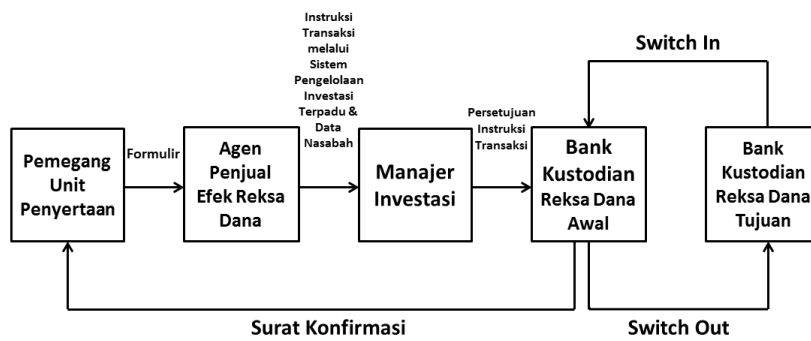 Instruksi
Transaksi
melalui
Sistem
Pengelolaan
Investasi
Terpadu &
Data
Nasabah
Switch In
Persetujuan
Instruksi
Transaksi
Pemegang
Unit
Penyertaan
Formulir
Agen
Penjual
Efek Reksa
Dana
Manajer
Investasi
Bank
Kustodian
Reksa Dana
Awal
Bank
Kustodian
Reksa Dana
Tujuan
Surat Konfirmasi
Switch Out